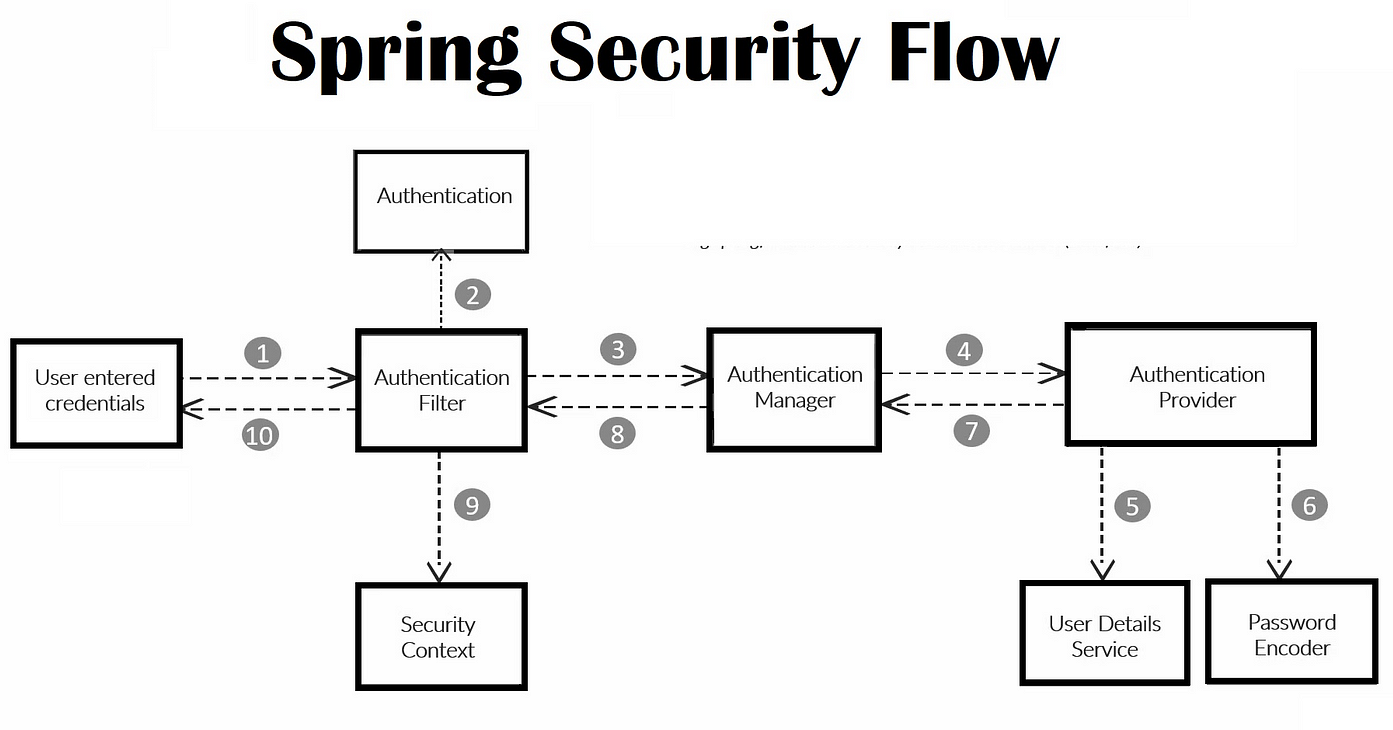 Spring Security Flow
Authentication
2
1
3
4
User entered
credentials
Authentication
Filter
Authentication
Manager
Authentication
Provider
10
8
7
9
5
6
Security
Context
User Details
Service
Password
Encoder